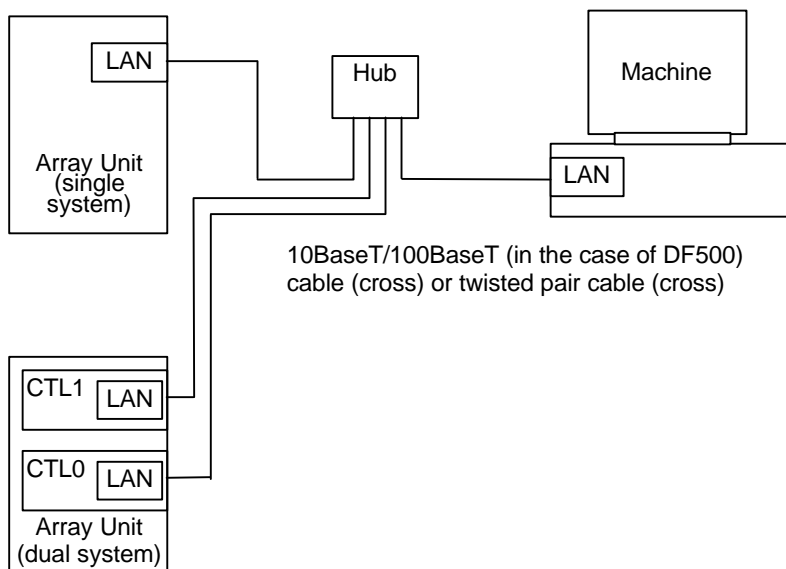 LAN
Array Unit
(single
system)
Hub
Machine
LAN
10BaseT/100BaseT (in the case of DF500)
cable (cross) or twisted pair cable (cross)
CTL1
LAN
CTL0
LAN
Array Unit
(dual system)